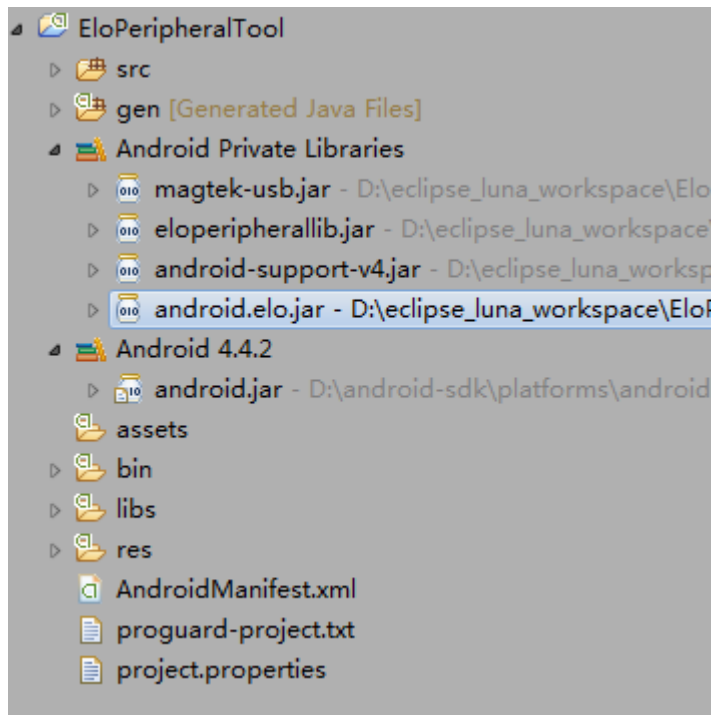 EloPeripheralTool
src
gen [Generated Java Files]
Android Private Libraries
magtek-usb.jar - D:\eclipse_luna_workspace\Elo
eloperipherallib.jar - D:\eclipse_luna_workspace\
android-support-v4.jar - D:\eclipse_luna_worksp
android.elo.jar - D:\eclipse_luna_workspace\EloP
Android 4.4.2
android.jar - D:\android-sdk\platforms\android
assets
bin
libs
res
AndroidManifest.xml
proguard-project.txt
project.properties